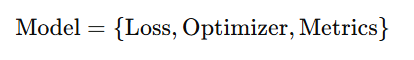 Model = {Loss, Optimizer, Metrics}